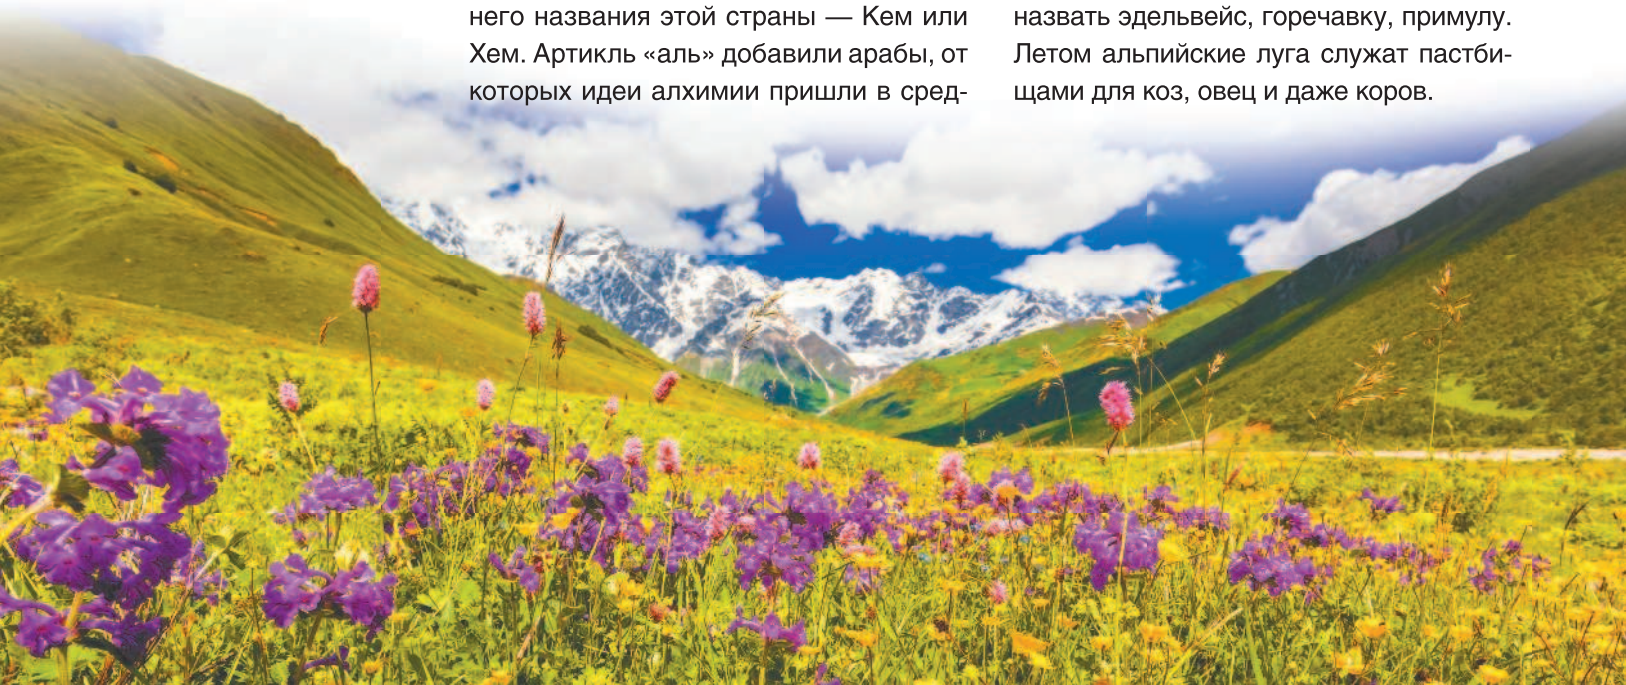 него названия этой страны — Кем или
Хем. Артикль «аль» добавили арабы, от
которых идеи алхимии пришли в сред-
назвать эдельвейс, горечавку, примулу.
Летом альпийские луга служат пастби-
щами для коз, овец и даже коров.